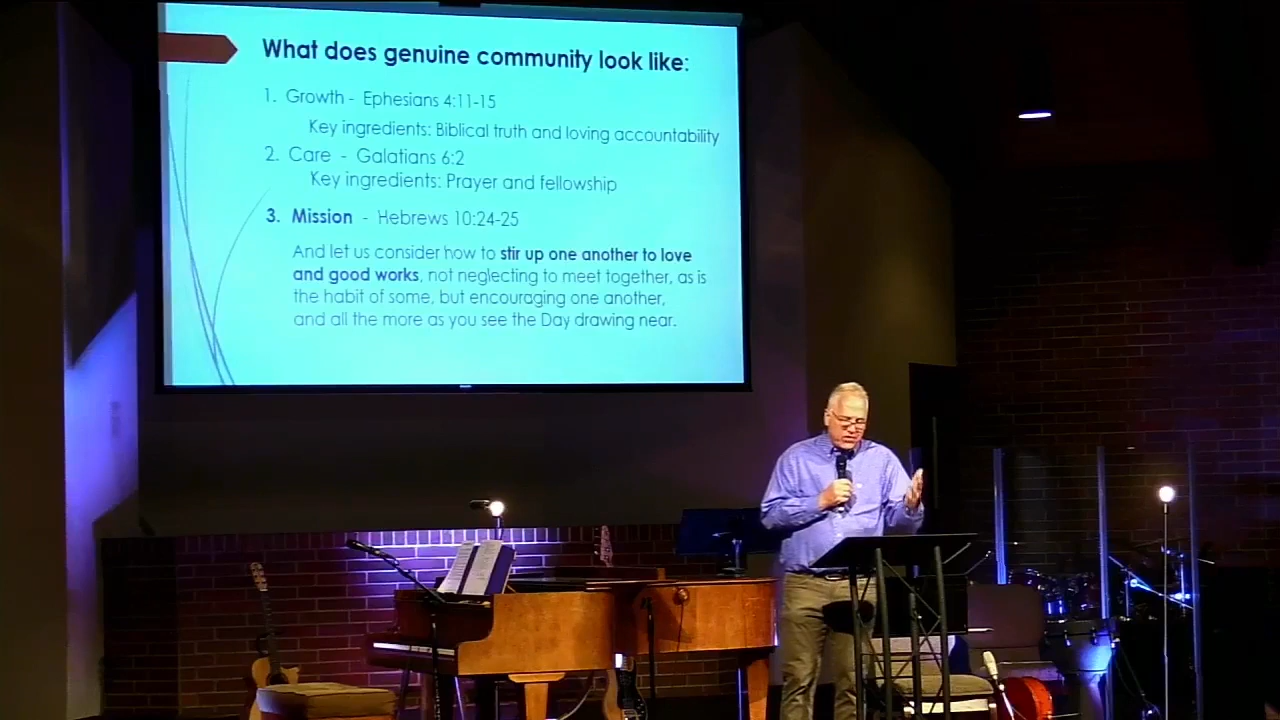 What does genuine community look like:
1. Growth - Ephesians 4:11-15
Key ingredients: Biblical truth and loving accountability
2. Care - Galatians 6:2
Key ingredients: Prayer and fellowship
3. Mission - Hebrews 10:24-25
And let us consider how to stir up one another to love
and good works, not neglecting to meet together, as is
the habit of some, but encouraging one another,
and all the more as you see the Day drawing near.